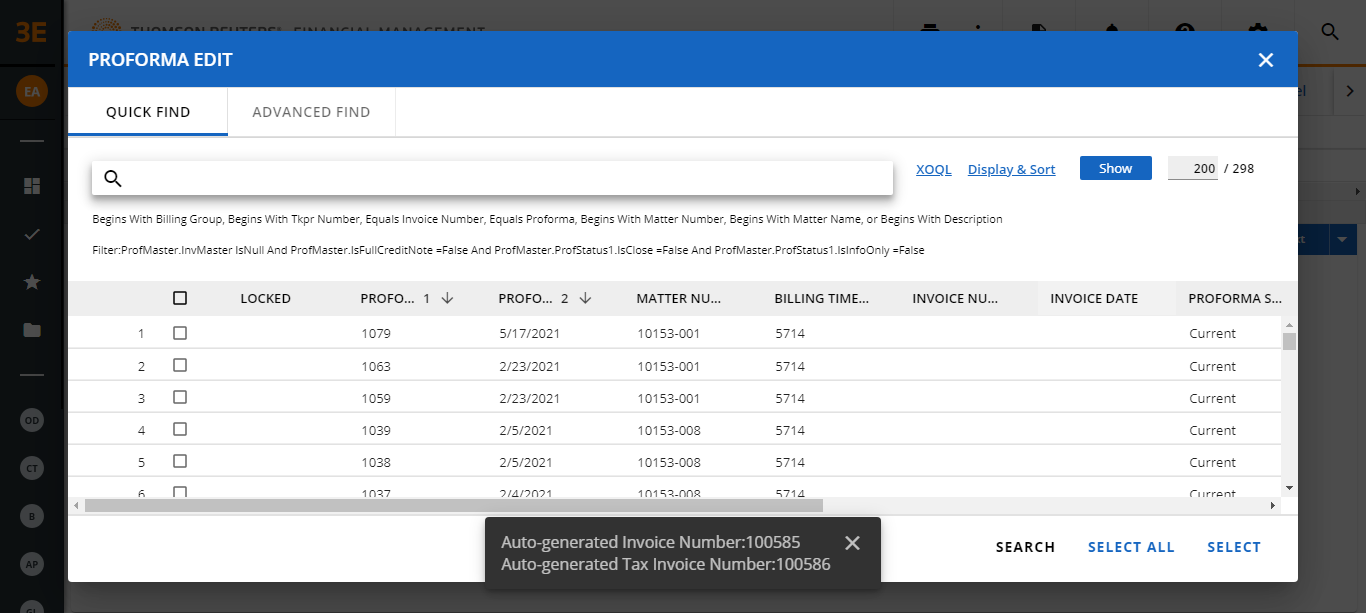 3E
THOMSON REUTERS® FINANCIAL MANAGEMENT
PROFORMA EDIT
EA
QUICK FIND
ADVANCED FIND
XOQL
Display & Sort
Show
200 / 298
Begins With Billing Group, Begins With Tkpr Number, Equals Invoice Number, Equals Proforma, Begins With Matter Number, Begins With Matter Name, or Begins With Description
Filter:ProfMaster.InvMaster IsNull And ProfMaster.IsFullCreditNote =False And ProfMaster.ProfStatus1.IsClose =False And ProfMaster.ProfStatus1.IsInfoOnly =False
LOCKED PROFO... 1 PROFO... 2 MATTER NU... BILLING TIME... INVOICE NU... INVOICE DATE PROFORMA S...
1 1079 5/17/2021 10153-001 5714 Current
2 1063 2/23/2021 10153-001 5714 Current
3 1059 2/23/2021 10153-001 5714 Current
4 1039 2/5/2021 10153-008 5714 Current
5 1038 2/5/2021 10153-008 5714 Current
6 1037 2/4/2021 10153-008 5714 Current
OD
CT
B
AP
Auto-generated Invoice Number:100585
Auto-generated Tax Invoice Number:100586
SEARCH SELECT ALL SELECT